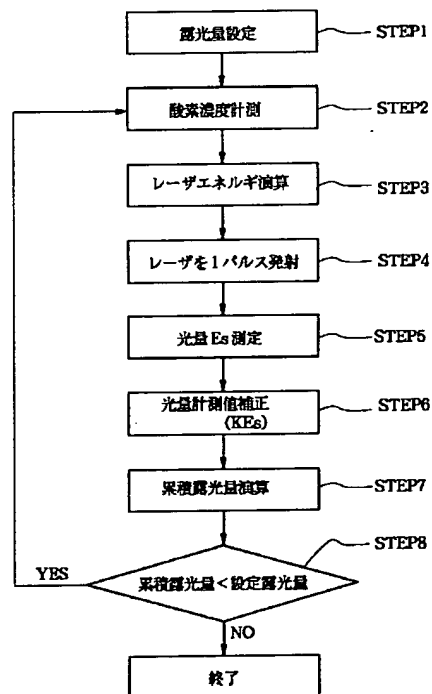 露光量設定
STEP1
酸素濃度計測
STEP2
レーザエネルギ演算
STEP3
レーザを1パルス発射
STEP4
光量Es測定
STEP5
光量計測値補正
(KEs)
STEP6
累積露光量演算
STEP7
STEP8
YES
累積露光量<設定露光量
NO
終了